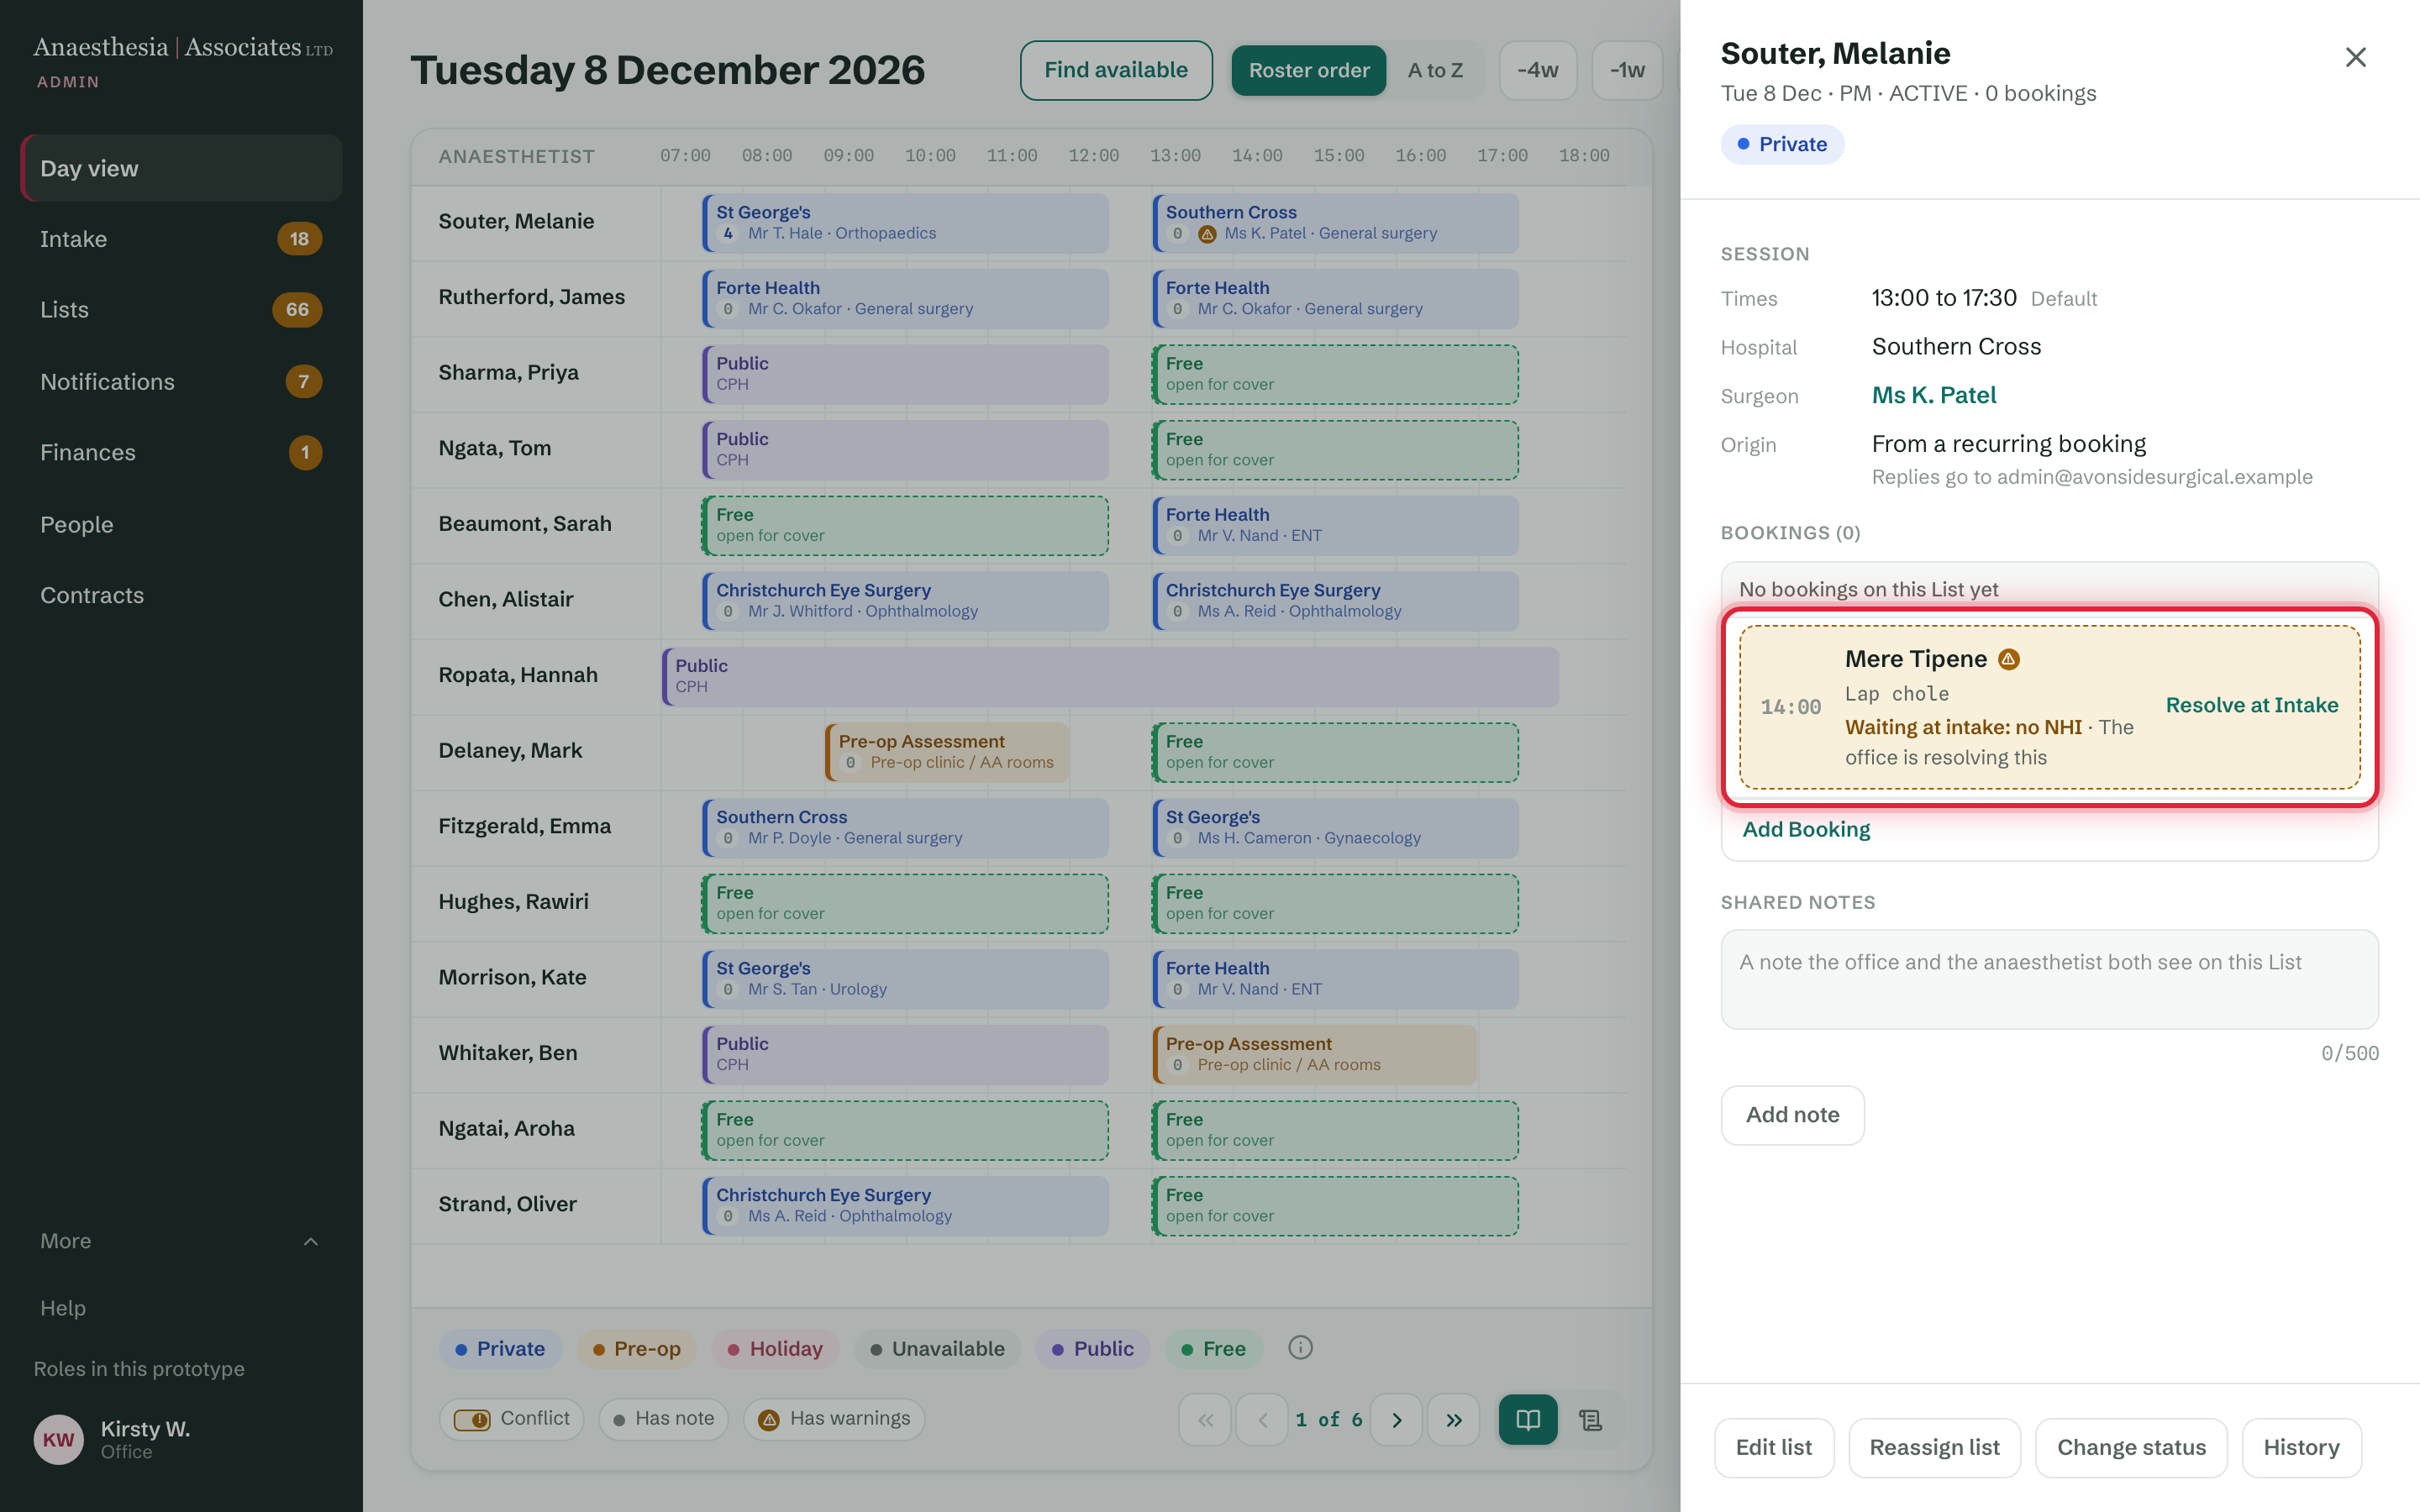 Anaesthesia | Associates LTD
ADMIN
Day view
Intake 18
Lists 66
Notifications 7
Finances 1
People
Contracts
More
Help
Roles in this prototype
KW
Kirsty W.
Office
Tuesday 8 December 2026
Find available
Roster order
A to Z
-4w
-1w
ANAESTHETIST 07:00 08:00 09:00 10:00 11:00 12:00 13:00 14:00 15:00 16:00 17:00 18:00
Souter, Melanie
St George's
4 Mr T. Hale · Orthopaedics
Southern Cross
0 Ms K. Patel · General surgery
Rutherford, James
Forte Health
0 Mr C. Okafor · General surgery
Forte Health
0 Mr C. Okafor · General surgery
Sharma, Priya
Public
CPH
Free
open for cover
Ngata, Tom
Public
CPH
Free
open for cover
Beaumont, Sarah
Free
open for cover
Forte Health
0 Mr V. Nand · ENT
Chen, Alistair
Christchurch Eye Surgery
0 Mr J. Whitford · Ophthalmology
Christchurch Eye Surgery
0 Ms A. Reid · Ophthalmology
Ropata, Hannah
Public
CPH
Delaney, Mark
Pre-op Assessment
0 Pre-op clinic / AA rooms
Free
open for cover
Fitzgerald, Emma
Southern Cross
0 Mr P. Doyle · General surgery
St George's
0 Ms H. Cameron · Gynaecology
Hughes, Rawiri
Free
open for cover
Free
open for cover
Morrison, Kate
St George's
0 Mr S. Tan · Urology
Forte Health
0 Mr V. Nand · ENT
Whitaker, Ben
Public
CPH
Pre-op Assessment
0 Pre-op clinic / AA rooms
Ngatai, Aroha
Free
open for cover
Free
open for cover
Strand, Oliver
Christchurch Eye Surgery
0 Ms A. Reid · Ophthalmology
Free
open for cover
Private
Pre-op
Holiday
Unavailable
Public
Free
Conflict
Has note
Has warnings
1 of 6
Souter, Melanie
Tue 8 Dec · PM · ACTIVE · 0 bookings
Private
SESSION
Times 13:00 to 17:30 Default
Hospital Southern Cross
Surgeon Ms K. Patel
Origin From a recurring booking
Replies go to admin@avonsidesurgical.example
BOOKINGS (0)
No bookings on this List yet
14:00
Mere Tipene
Lap chole
Waiting at intake: no NHI · The
office is resolving this
Resolve at Intake
Add Booking
SHARED NOTES
A note the office and the anaesthetist both see on this List
0/500
Add note
Edit list
Reassign list
Change status
History